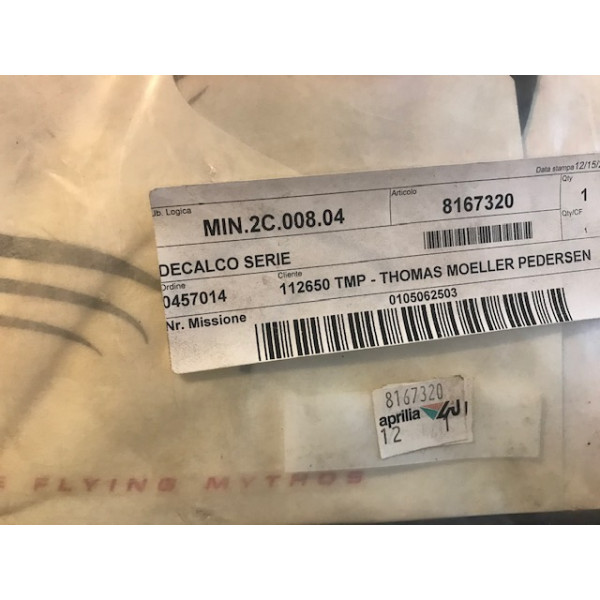 Data stampa 12/15/2
Ub. Logica
MIN.2C.008.04
Articolo
8167320
Qty
1
DECALCO SERIE
Qty/CF
Ordine
0457014
Cliente
112650 TMP - THOMAS MOELLER PEDERSEN
Nr. Missione
0105062503
8167320
aprilia
12
1
FLYING MYTHOS